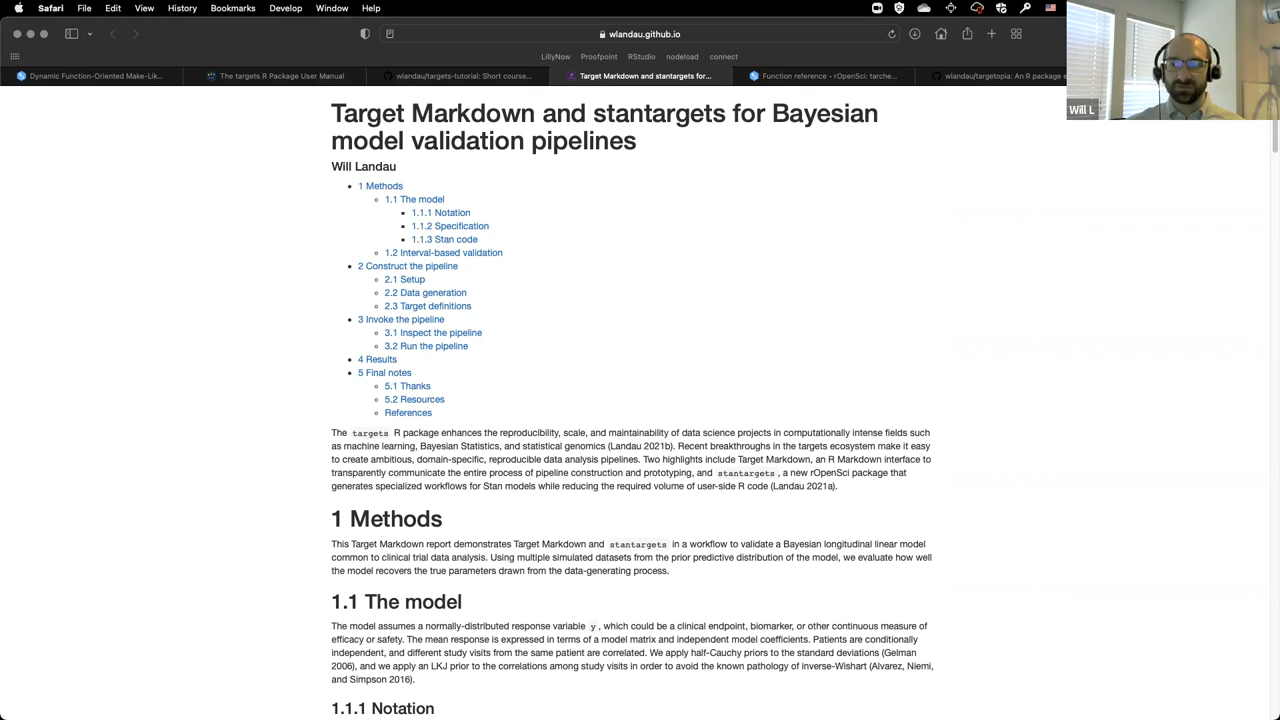 Safari File Edit View History Bookmarks Develop Window Help
wlandau.github.io
LillyNow Proofpoint RStudio nodeload connect
Dynamic Function-Oriented Make-Lik... The targets R Package User Manual wlandau/targets-tutorial: Short course... Target Markdown and stantargets for... Function reference • rOpenSci: tarche... wlandau/targetopia: An R package e
Will L
Target Markdown and stantargets for Bayesian
model validation pipelines
Will Landau
1 Methods
1.1 The model
1.1.1 Notation
1.1.2 Specification
1.1.3 Stan code
1.2 Interval-based validation
2 Construct the pipeline
2.1 Setup
2.2 Data generation
2.3 Target definitions
3 Invoke the pipeline
3.1 Inspect the pipeline
3.2 Run the pipeline
4 Results
5 Final notes
5.1 Thanks
5.2 Resources
References
The targets R package enhances the reproducibility, scale, and maintainability of data science projects in computationally intense fields such
as machine learning, Bayesian Statistics, and statistical genomics (Landau 2021b). Recent breakthroughs in the targets ecosystem make it easy
to create ambitious, domain-specific, reproducible data analysis pipelines. Two highlights include Target Markdown, an R Markdown interface to
transparently communicate the entire process of pipeline construction and prototyping, and stantargets, a new rOpenSci package that
generates specialized workflows for Stan models while reducing the required volume of user-side R code (Landau 2021a).
1 Methods
This Target Markdown report demonstrates Target Markdown and stantargets in a workflow to validate a Bayesian longitudinal linear model
common to clinical trial data analysis. Using multiple simulated datasets from the prior predictive distribution of the model, we evaluate how well
the model recovers the true parameters drawn from the data-generating process.
1.1 The model
The model assumes a normally-distributed response variable y, which could be a clinical endpoint, biomarker, or other continuous measure of
efficacy or safety. The mean response is expressed in terms of a model matrix and independent model coefficients. Patients are conditionally
independent, and different study visits from the same patient are correlated. We apply half-Cauchy priors to the standard deviations (Gelman
2006), and we apply an LKJ prior to the correlations among study visits in order to avoid the known pathology of inverse-Wishart (Alvarez, Niemi,
and Simpson 2016).
1.1.1 Notation